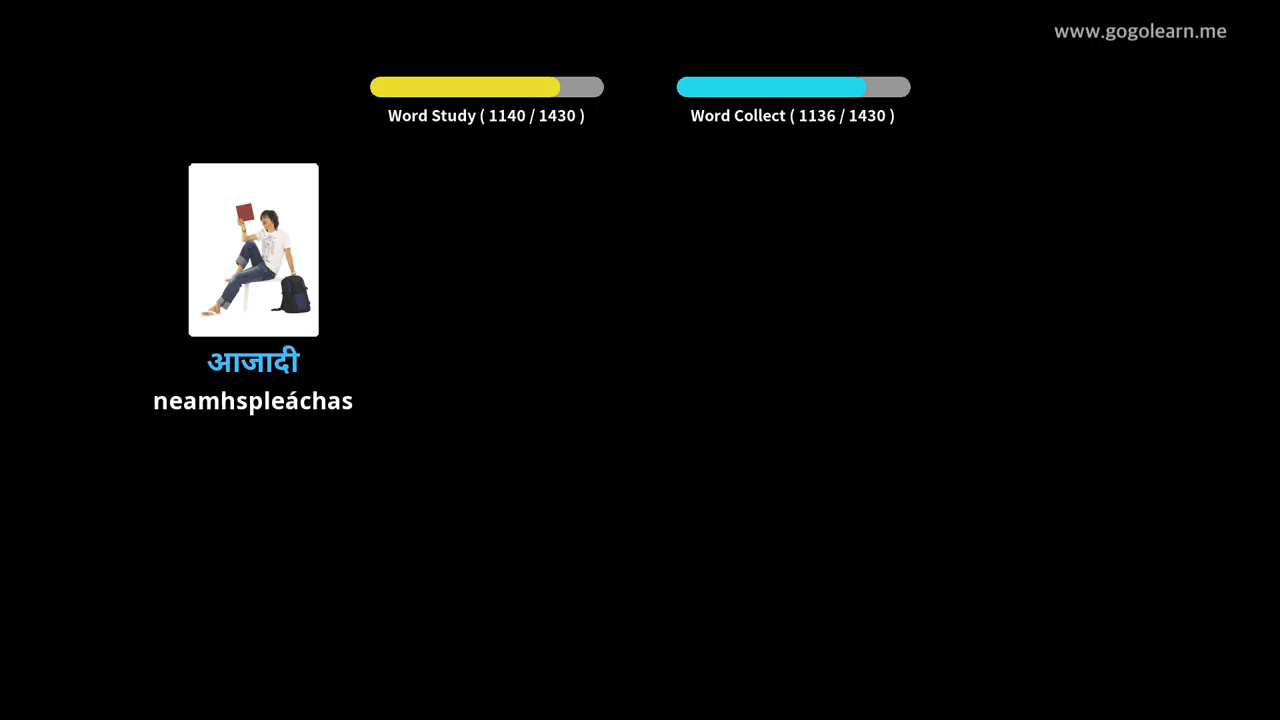 www.gogolearn.me
Word Study ( 1140 / 1430 )
Word Collect ( 1136 / 1430 )
आजादी
neamhspleáchas